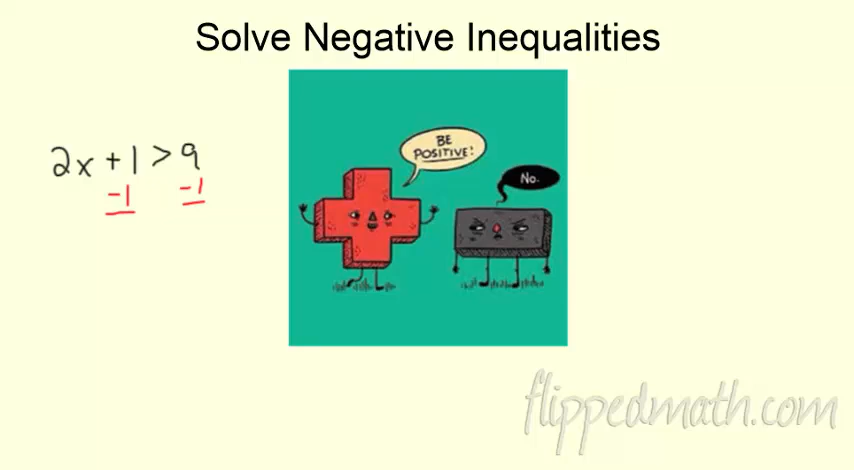 Solve Negative Inequalities
2x + 1 > 9
-1 -1
BE
POSITIVE!
No.
flippedmath.com